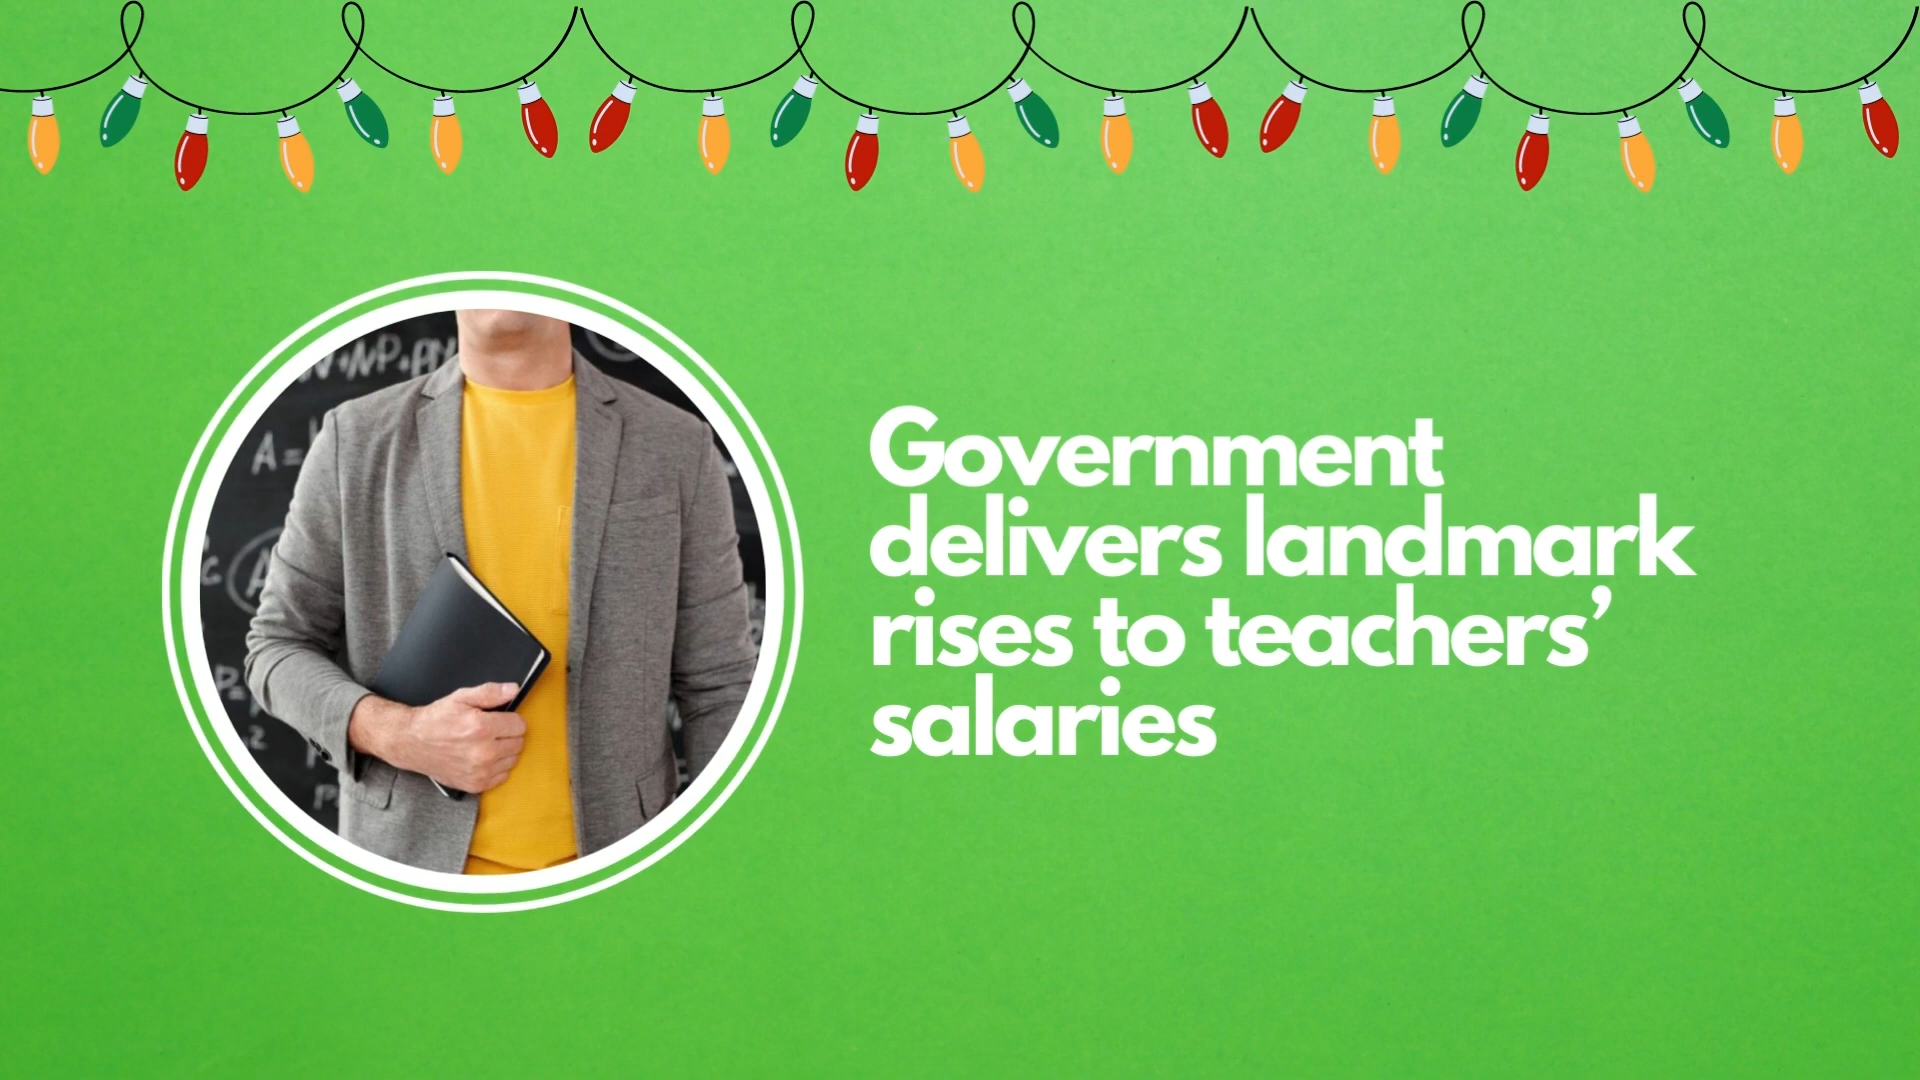 Government
delivers landmark
rises to teachers’
salaries
A=